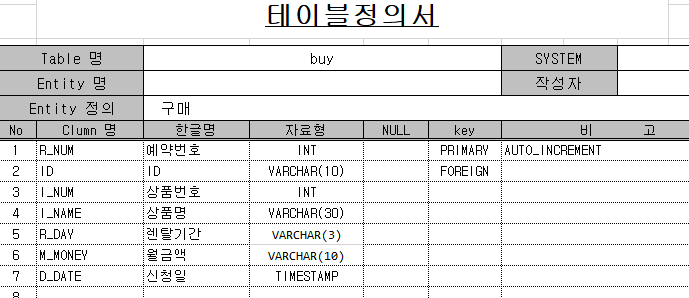 테이블정의서
Table 명 buy SYSTEM
Entity 명 작성자
Entity 정의 구매
No Clumn 명 한글명 자료형 NULL key 비 고
1 R_NUM 예약번호 INT PRIMARY AUTO_INCREMENT
2 ID ID VARCHAR(10) FOREIGN
3 I_NUM 상품번호 INT
4 I_NAME 상품명 VARCHAR(30)
5 R_DAY 렌탈기간 VARCHAR(3)
6 M_MONEY 월금액 VARCHAR(10)
7 D_DATE 신청일 TIMESTAMP
8